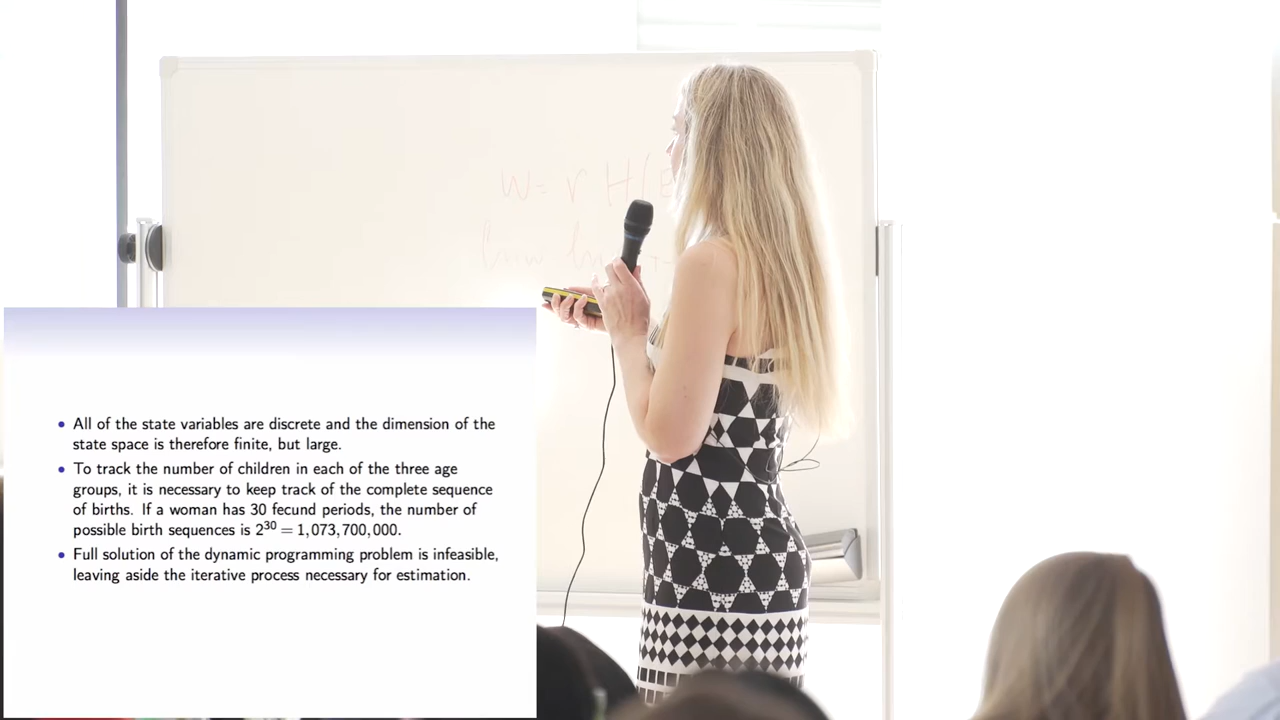 W = r H (
• All of the state variables are discrete and the dimension of the
state space is therefore finite, but large.
• To track the number of children in each of the three age
groups, it is necessary to keep track of the complete sequence
of births. If a woman has 30 fecund periods, the number of
possible birth sequences is 2³⁰ = 1,073,700,000.
• Full solution of the dynamic programming problem is infeasible,
leaving aside the iterative process necessary for estimation.